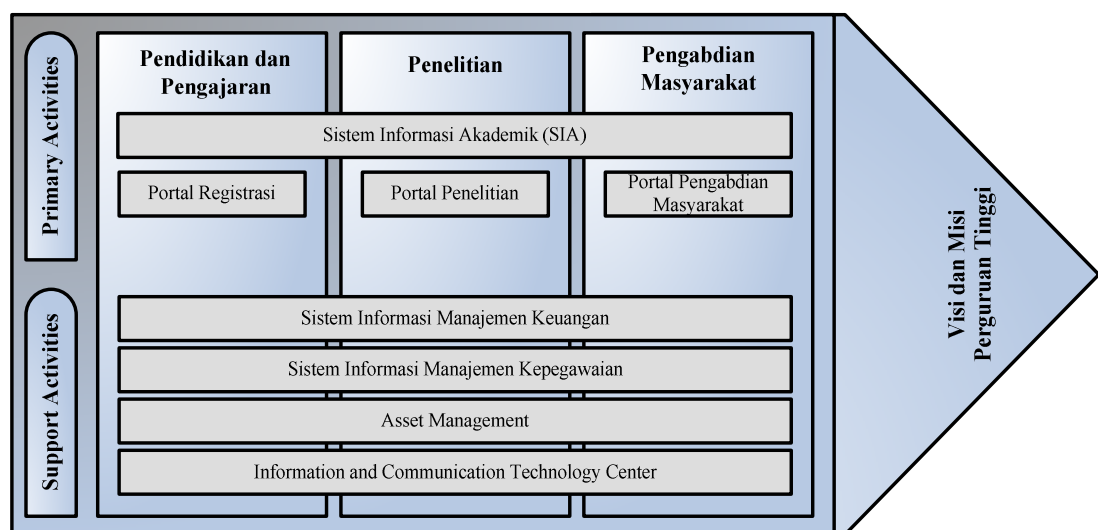 Primary Activities
Pendidikan dan
Pengajaran
Penelitian
Pengabdian
Masyarakat
Sistem Informasi Akademik (SIA)
Portal Registrasi
Portal Penelitian
Portal Pengabdian
Masyarakat
Support Activities
Sistem Informasi Manajemen Keuangan
Sistem Informasi Manajemen Kepegawaian
Asset Management
Information and Communication Technology Center
Visi dan Misi
Perguruan Tinggi